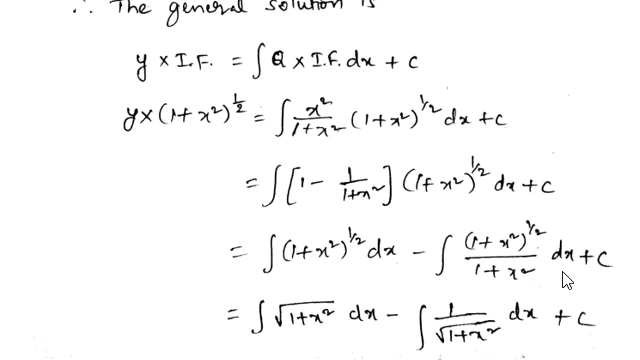 ∴ The general solution is
y × I.F. = ∫ Q × I.F. dx + c
y × (1+x²)^½ = ∫ x²/(1+x²) (1+x²)^1/2 dx + c
= ∫ [1 − 1/(1+x²)] (1+x²)^1/2 dx + c
= ∫ (1+x²)^1/2 dx − ∫ (1+x²)^1/2/(1+x²) dx + c
= ∫ √(1+x²) dx − ∫ 1/√(1+x²) dx + c